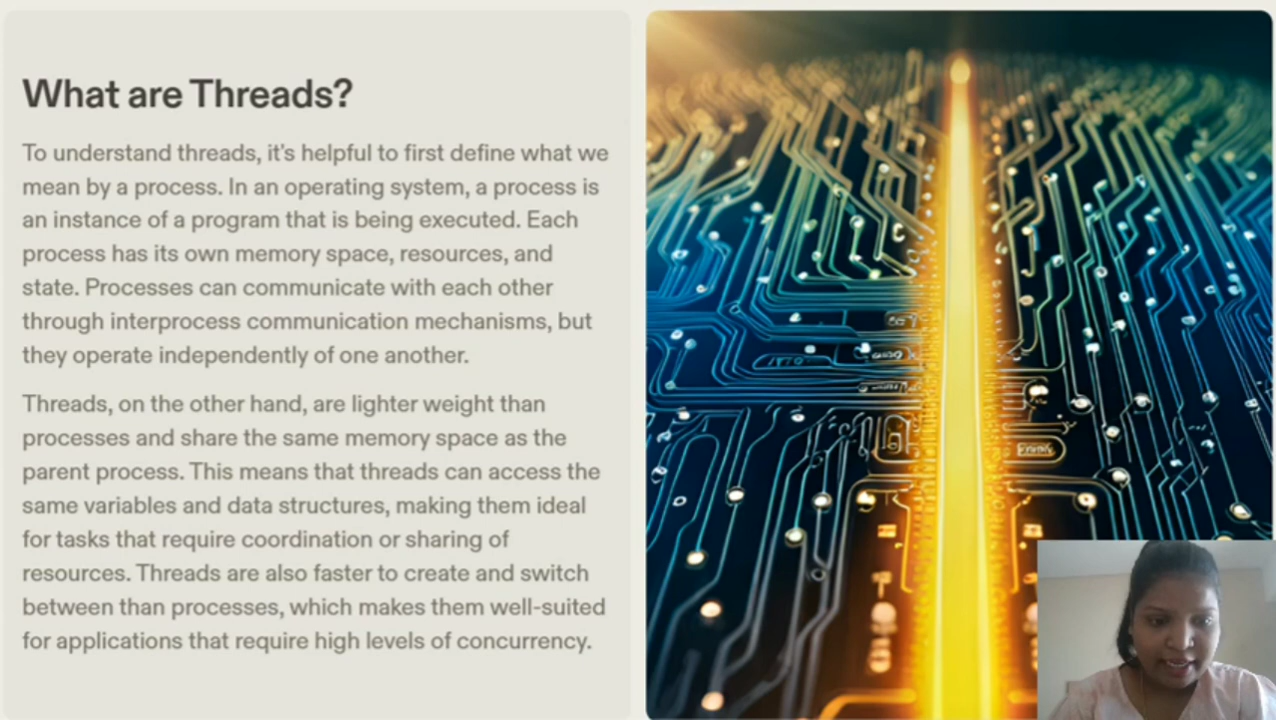 What are Threads?
To understand threads, it's helpful to first define what we
mean by a process. In an operating system, a process is
an instance of a program that is being executed. Each
process has its own memory space, resources, and
state. Processes can communicate with each other
through interprocess communication mechanisms, but
they operate independently of one another.
Threads, on the other hand, are lighter weight than
processes and share the same memory space as the
parent process. This means that threads can access the
same variables and data structures, making them ideal
for tasks that require coordination or sharing of
resources. Threads are also faster to create and switch
between than processes, which makes them well-suited
for applications that require high levels of concurrency.